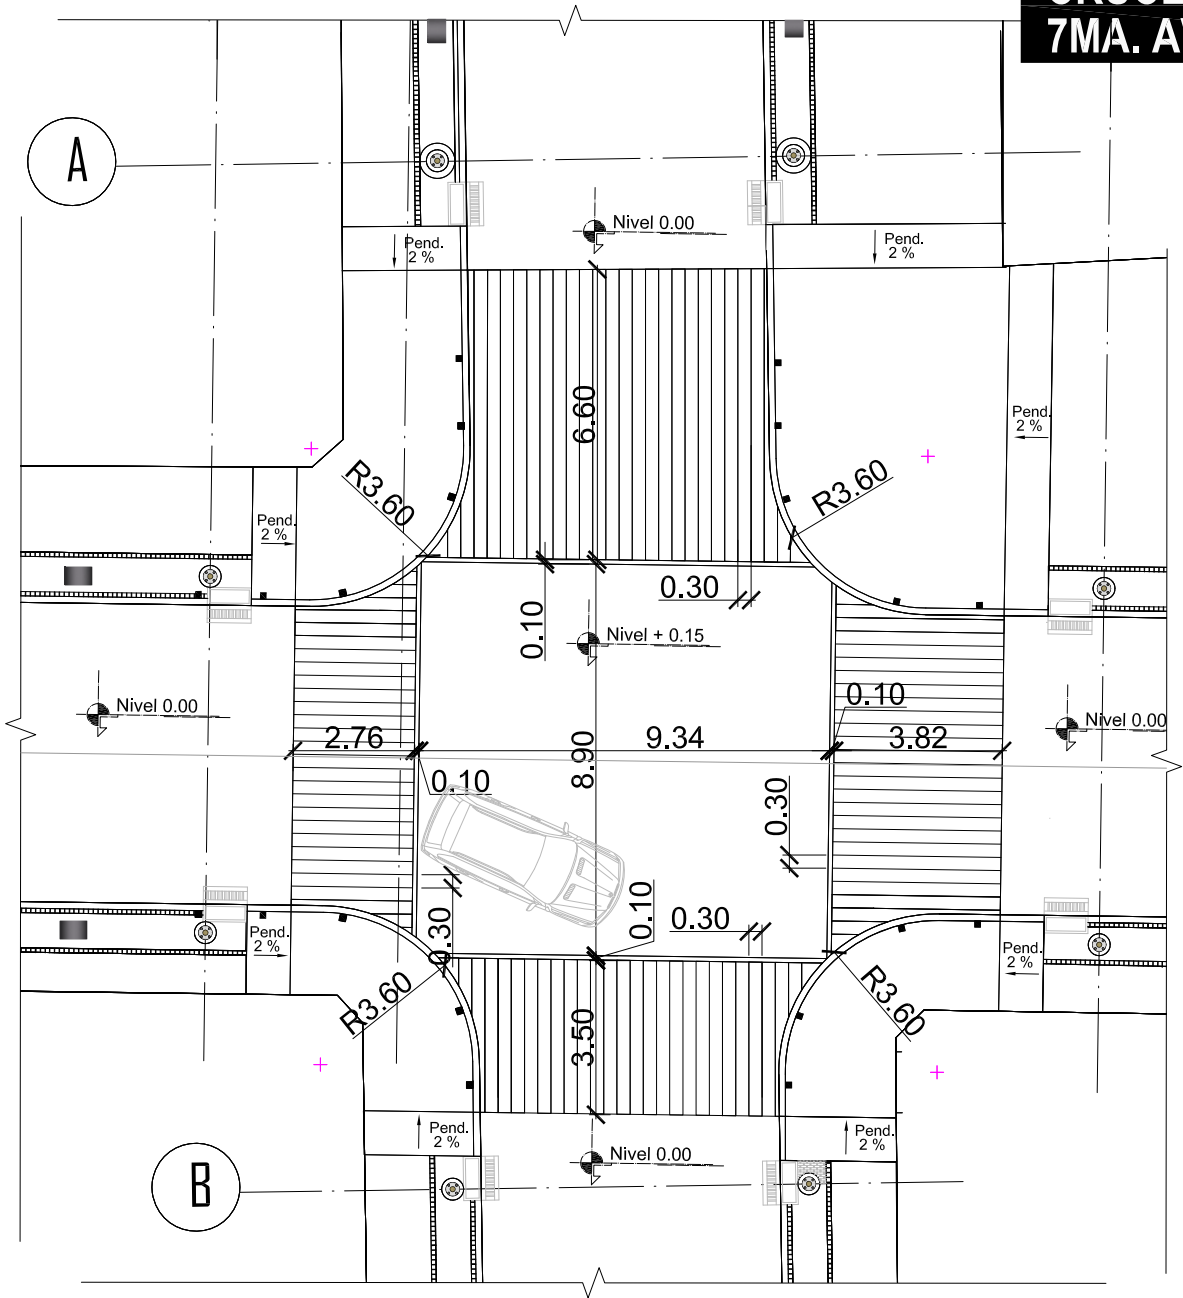 7MA.
A
Nivel 0.00
Pend.
2 %
Pend.
2 %
6.60
Pend.
2 %
R3.60
R3.60
Pend.
2 %
0.30
0.10
Nivel + 0.15
Nivel 0.00
0.10
Nivel 0.00
2.76
9.34
3.82
8.90
0.10
0.30
0.30
0.10
0.30
Pend.
2 %
Pend.
2 %
R3.60
R3.60
3.50
Pend.
2 %
Pend.
2 %
Nivel 0.00
B